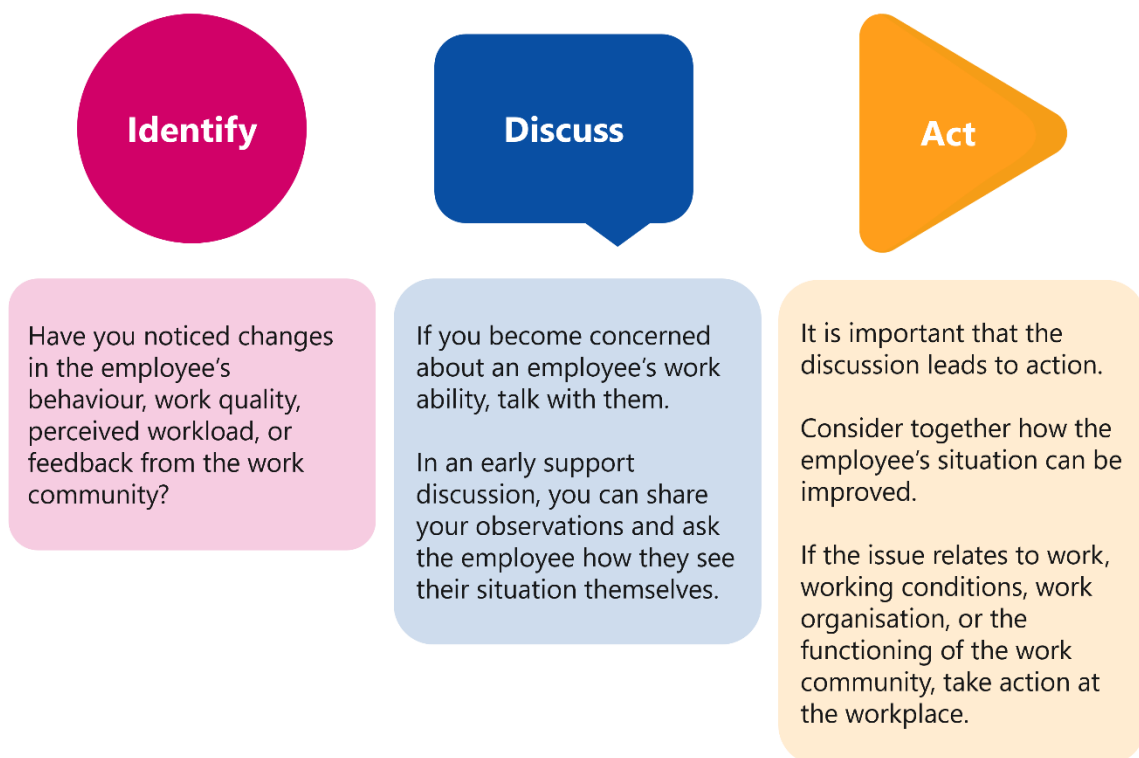 Identify
Have you noticed changes
in the employee’s
behaviour, work quality,
perceived workload, or
feedback from the work
community?
Discuss
If you become concerned
about an employee’s work
ability, talk with them.
In an early support
discussion, you can share
your observations and ask
the employee how they see
their situation themselves.
Act
It is important that the
discussion leads to action.
Consider together how the
employee’s situation can be
improved.
If the issue relates to work,
working conditions, work
organisation, or the
functioning of the work
community, take action at
the workplace.